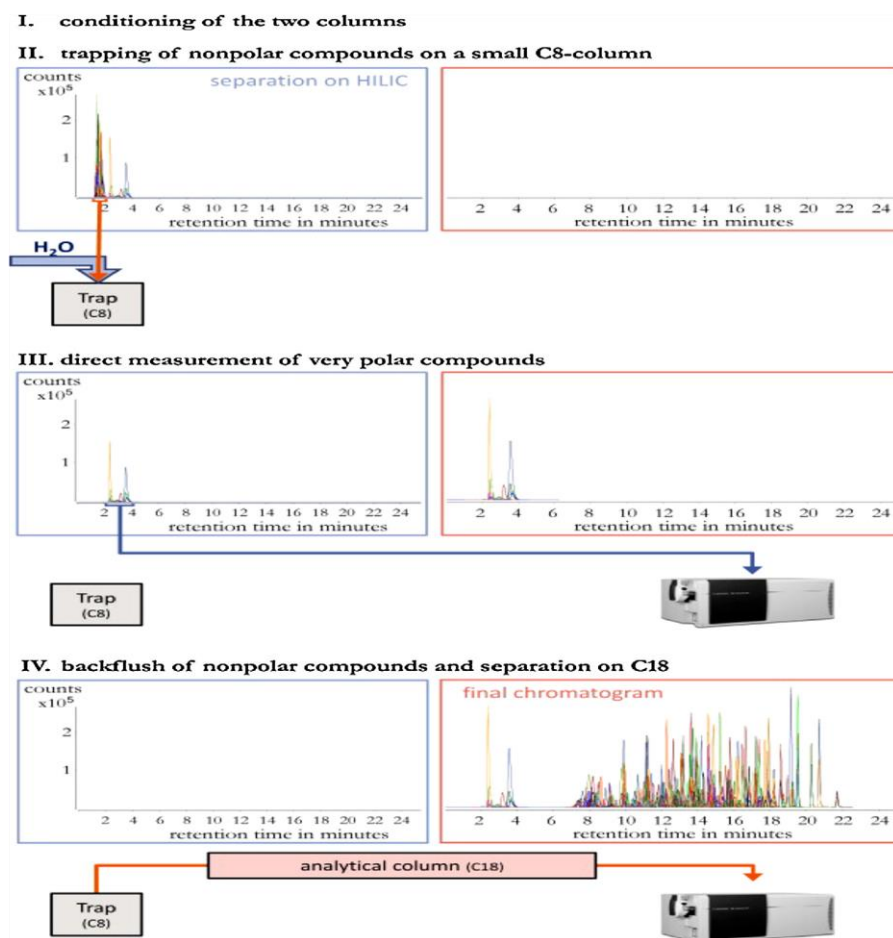 I. conditioning of the two columns
II. trapping of nonpolar compounds on a small C8-column
counts
x10⁵
separation on HILIC
2
1
2 4 6 8 10 12 14 16 18 20 22 24
retention time in minutes
2 4 6 8 10 12 14 16 18 20 22 24
retention time in minutes
H₂O
Trap
(C8)
III. direct measurement of very polar compounds
counts
x10⁵
2
1
2 4 6 8 10 12 14 16 18 20 22 24
retention time in minutes
2 4 6 8 10 12 14 16 18 20 22 24
retention time in minutes
Trap
(C8)
IV. backflush of nonpolar compounds and separation on C18
counts
x10⁵
final chromatogram
2
1
2 4 6 8 10 12 14 16 18 20 22 24
retention time in minutes
2 4 6 8 10 12 14 16 18 20 22 24
retention time in minutes
analytical column (C18)
Trap
(C8)